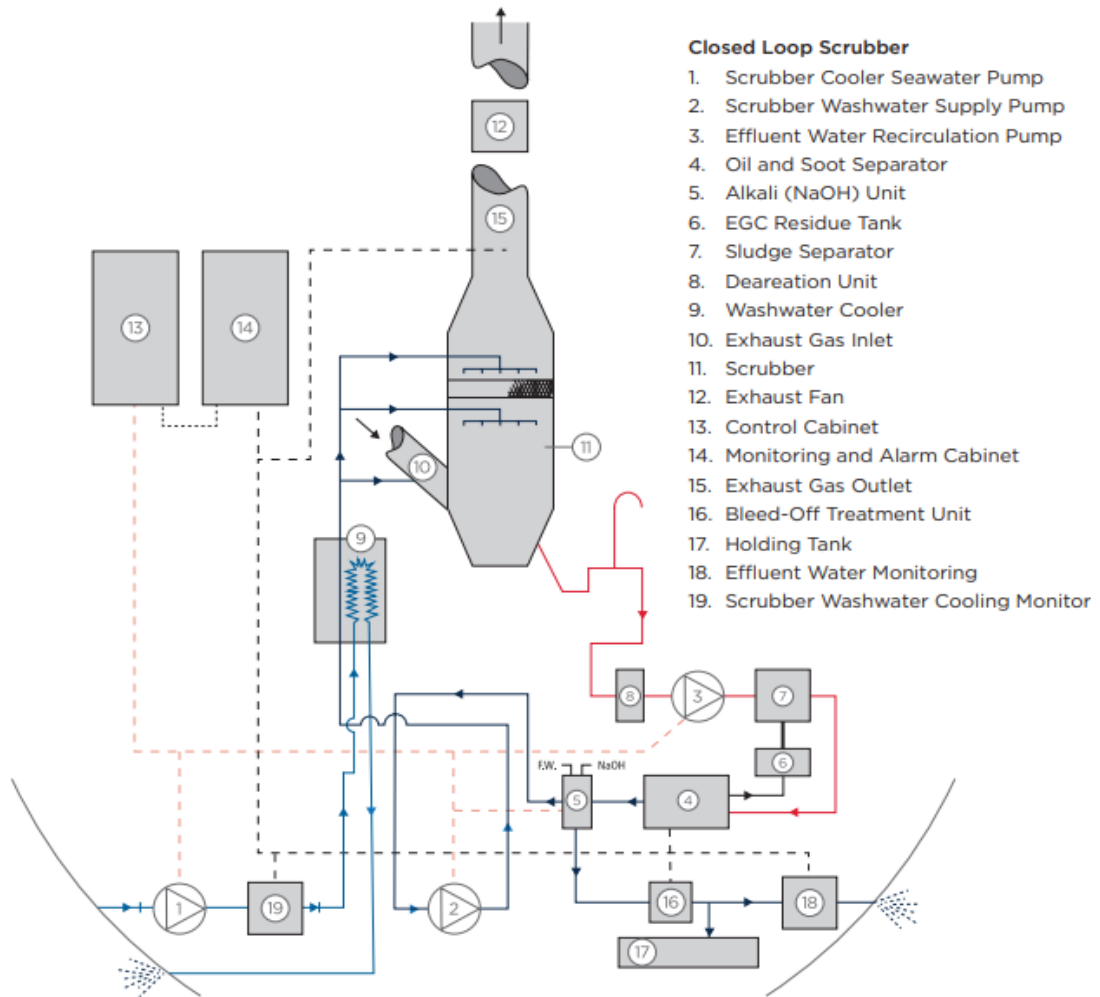 Closed Loop Scrubber
1. Scrubber Cooler Seawater Pump
2. Scrubber Washwater Supply Pump
3. Effluent Water Recirculation Pump
4. Oil and Soot Separator
5. Alkali (NaOH) Unit
6. EGC Residue Tank
7. Sludge Separator
8. Deareation Unit
9. Washwater Cooler
10. Exhaust Gas Inlet
11. Scrubber
12. Exhaust Fan
13. Control Cabinet
14. Monitoring and Alarm Cabinet
15. Exhaust Gas Outlet
16. Bleed-Off Treatment Unit
17. Holding Tank
18. Effluent Water Monitoring
19. Scrubber Washwater Cooling Monitor
12
15
13
14
11
10
9
8
3
7
6
F.W.
NaOH
5
4
1
19
2
16
18
17